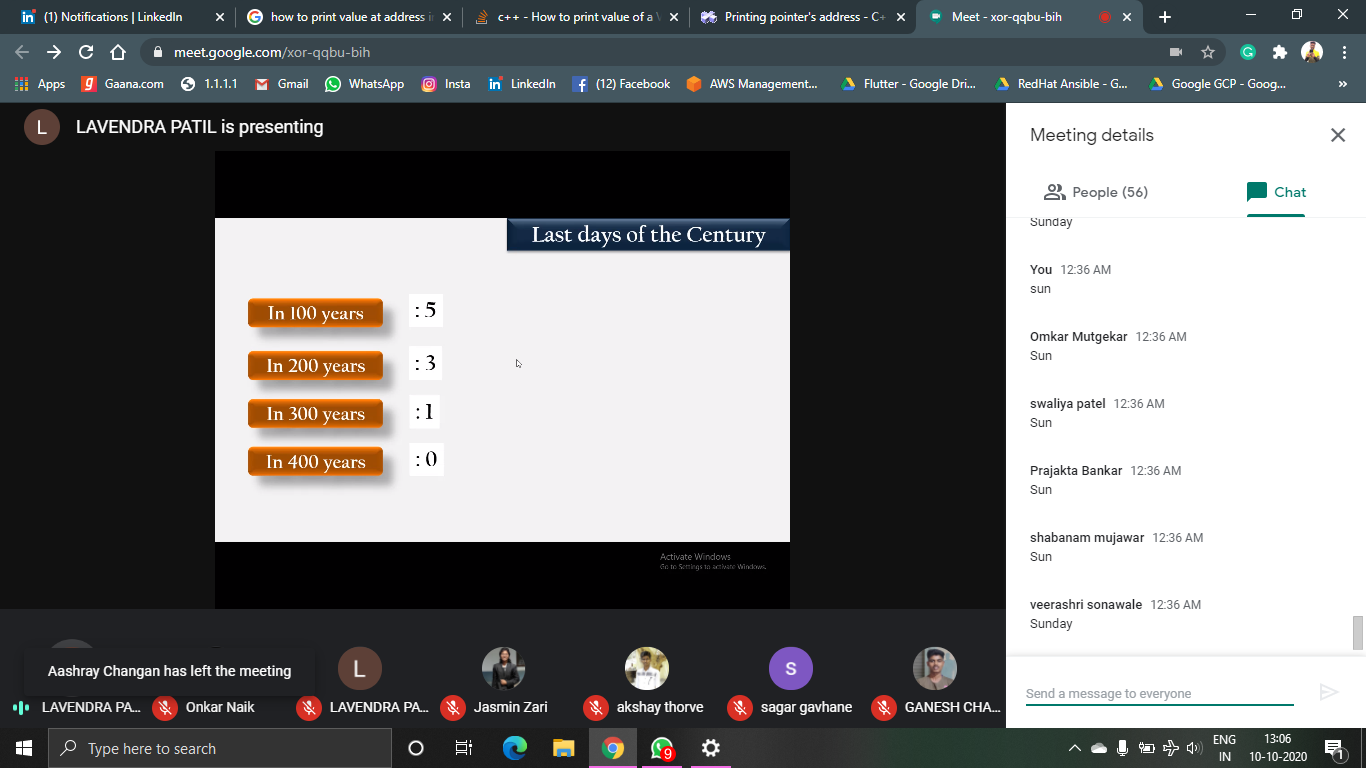 (1) Notifications | LinkedIn
how to print value at address i
c++ - How to print value of a
Printing pointer's address - C+
Meet - xor-qqbu-bih
meet.google.com/xor-qqbu-bih
Apps
Gaana.com
1.1.1.1
Gmail
WhatsApp
Insta
LinkedIn
(12) Facebook
AWS Management...
Flutter - Google Dri...
RedHat Ansible - G...
Google GCP - Goog...
»
L
LAVENDRA PATIL is presenting
Last days of the Century
In 100 years : 5
In 200 years : 3
In 300 years : 1
In 400 years : 0
Activate Windows
Go to Settings to activate Windows.
Meeting details
People (56)
Chat
Sunday
You 12:36 AM
sun
Omkar Mutgekar 12:36 AM
Sun
swaliya patel 12:36 AM
Sun
Prajakta Bankar 12:36 AM
Sun
shabanam mujawar 12:36 AM
Sun
veerashri sonawale 12:36 AM
Sunday
Send a message to everyone
Aashray Changan has left the meeting
L
S
LAVENDRA PA...
Onkar Naik
LAVENDRA PA...
Jasmin Zari
akshay thorve
sagar gavhane
GANESH CHA...
Type here to search
9
ENG
IN
13:06
10-10-2020
1